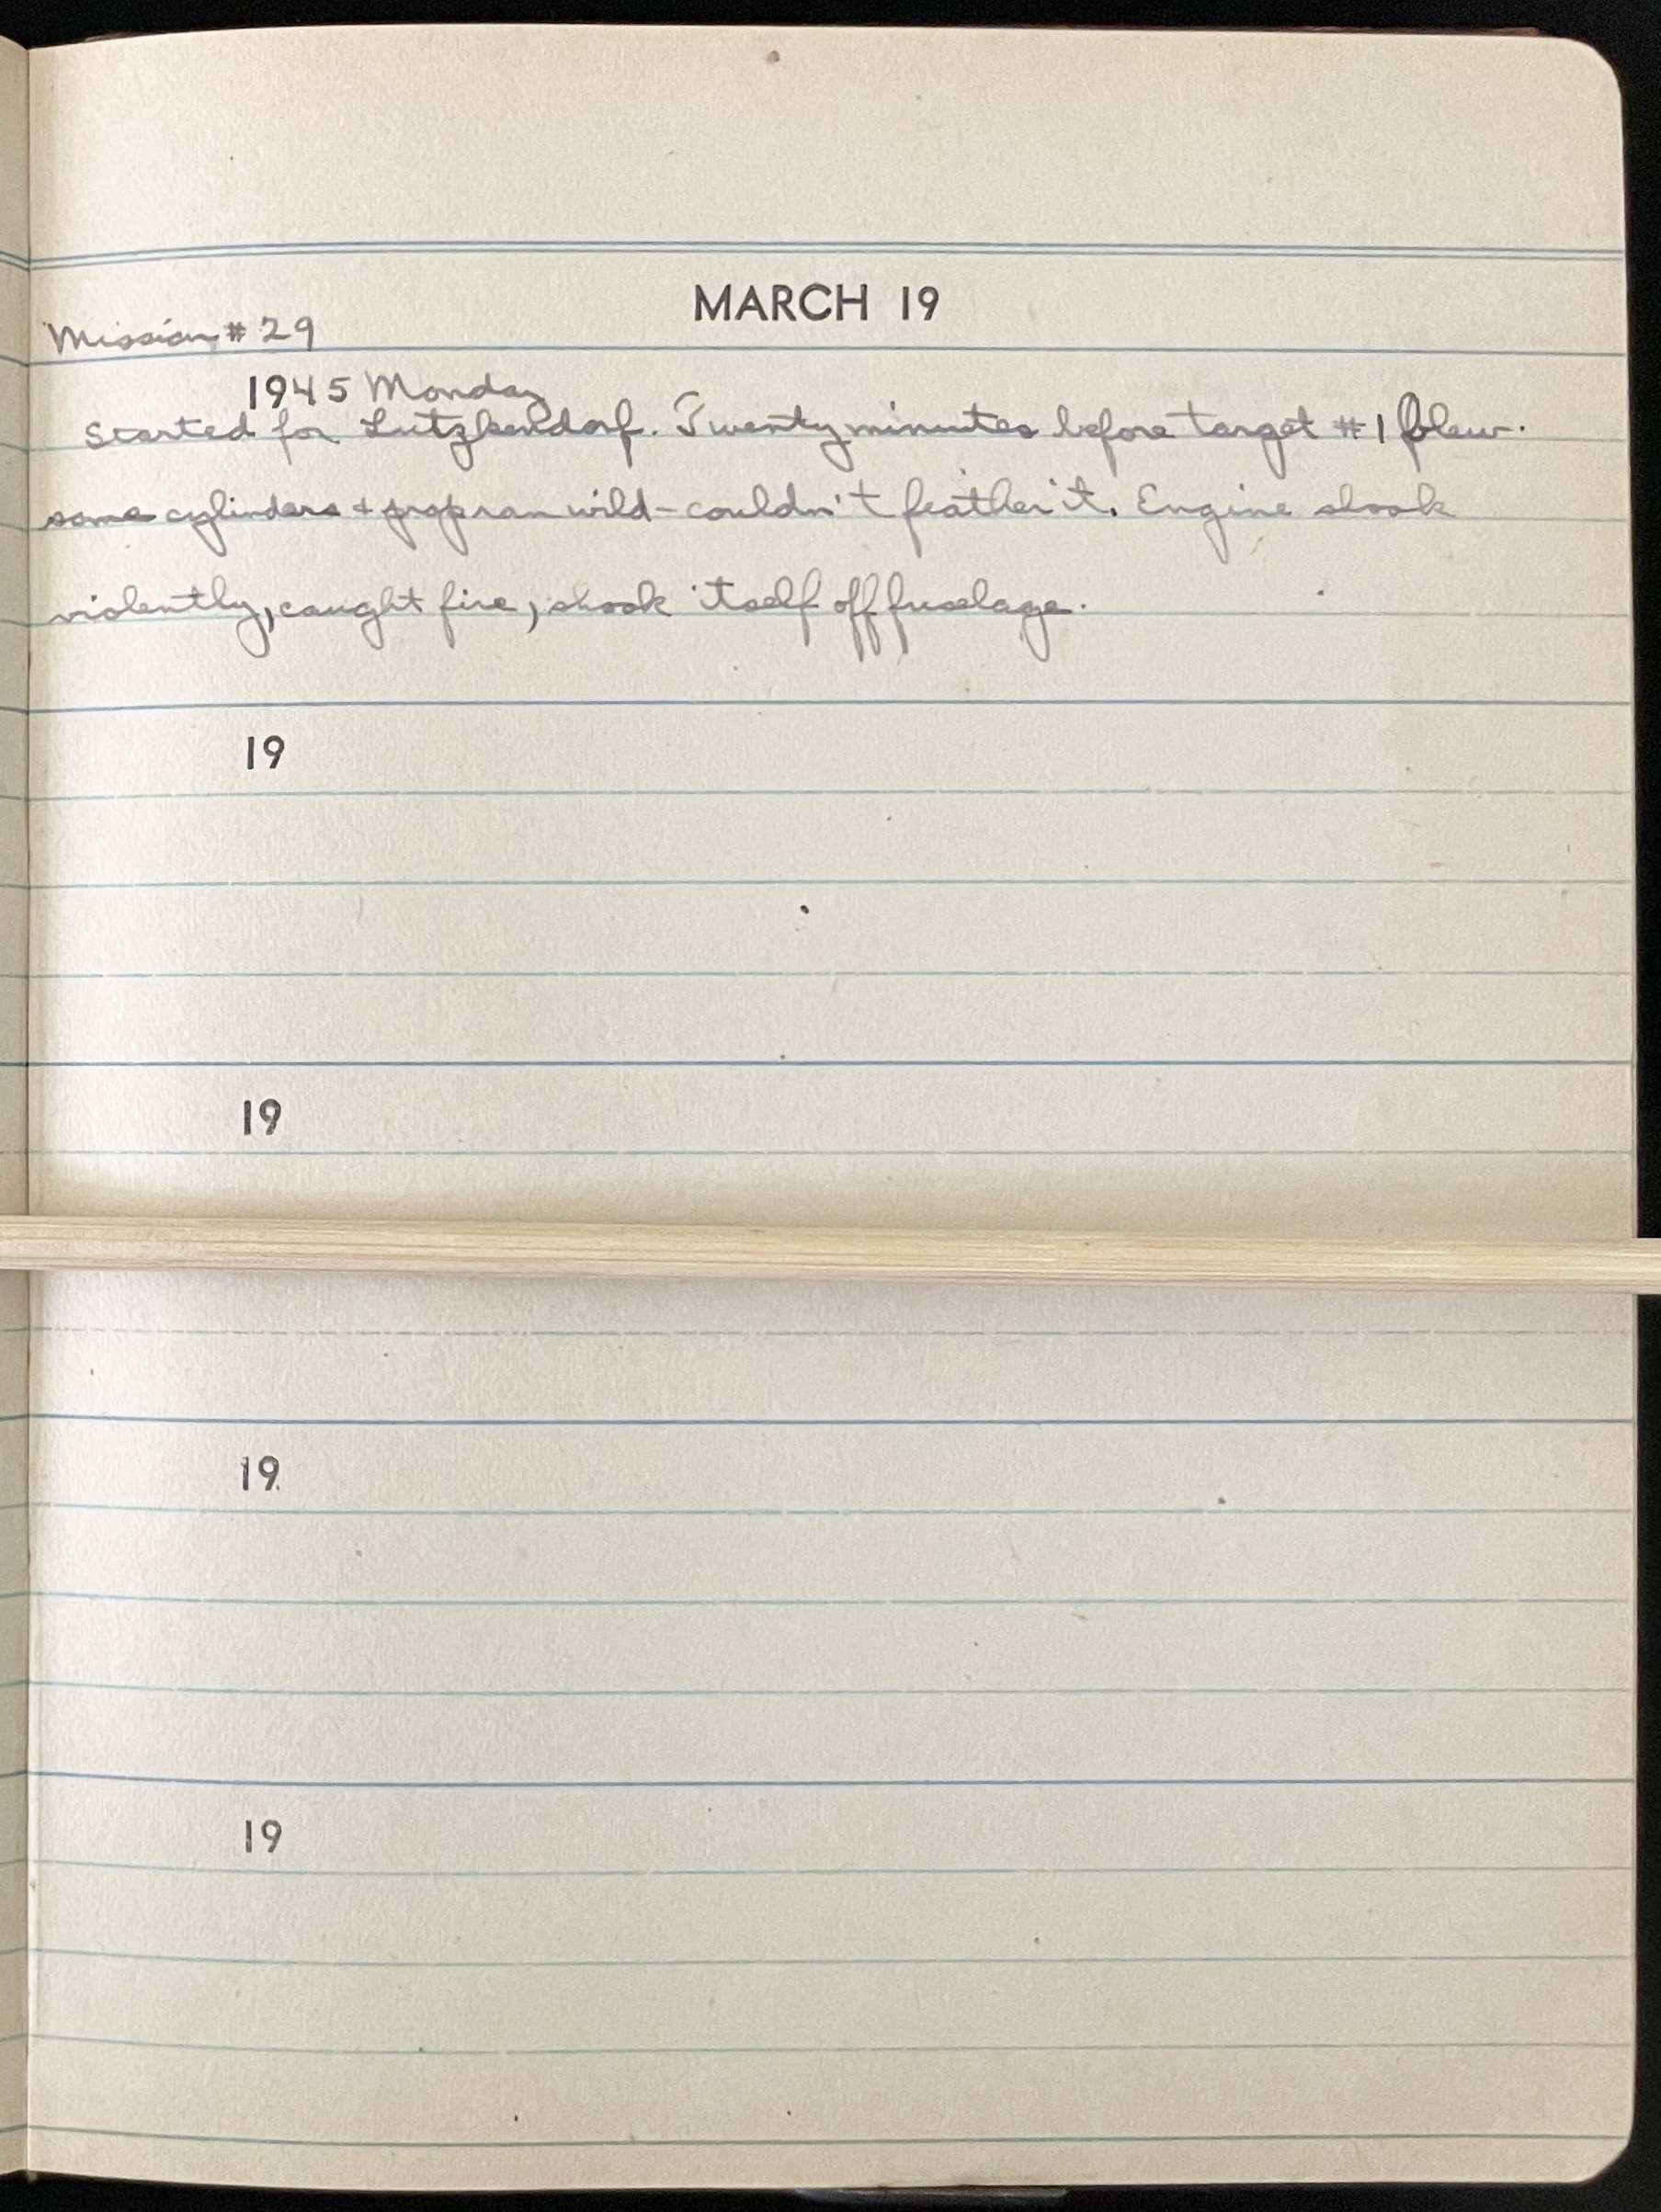 MARCH 19
Mission # 29
1945 Monday
Started for Lutzkendorf. Twenty minutes before target #1 blew
some cylinders + prop ran wild - couldn't feather it. Engine shook
violently, caught fire, shook itself off fuselage.
19
19
19
19